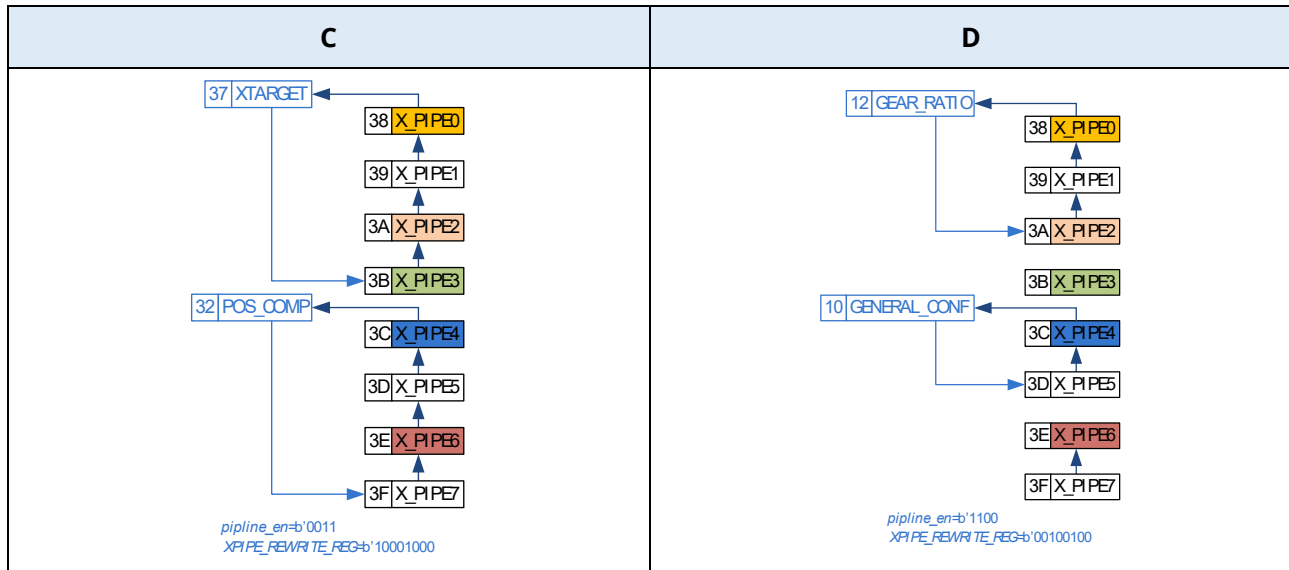 C
37 XTARGET
38 X_PIPE0
39 X_PIPE1
3A X_PIPE2
3B X_PIPE3
32 POS_COMP
3C X_PIPE4
3D X_PIPE5
3E X_PIPE6
3F X_PIPE7
pipline_en=b'0011
XPIPE_REWRITE_REG=b'10001000
D
12 GEAR_RATIO
38 X_PIPE0
39 X_PIPE1
3A X_PIPE2
3B X_PIPE3
10 GENERAL_CONF
3C X_PIPE4
3D X_PIPE5
3E X_PIPE6
3F X_PIPE7
pipline_en=b'1100
XPIPE_REWRITE_REG=b'00100100